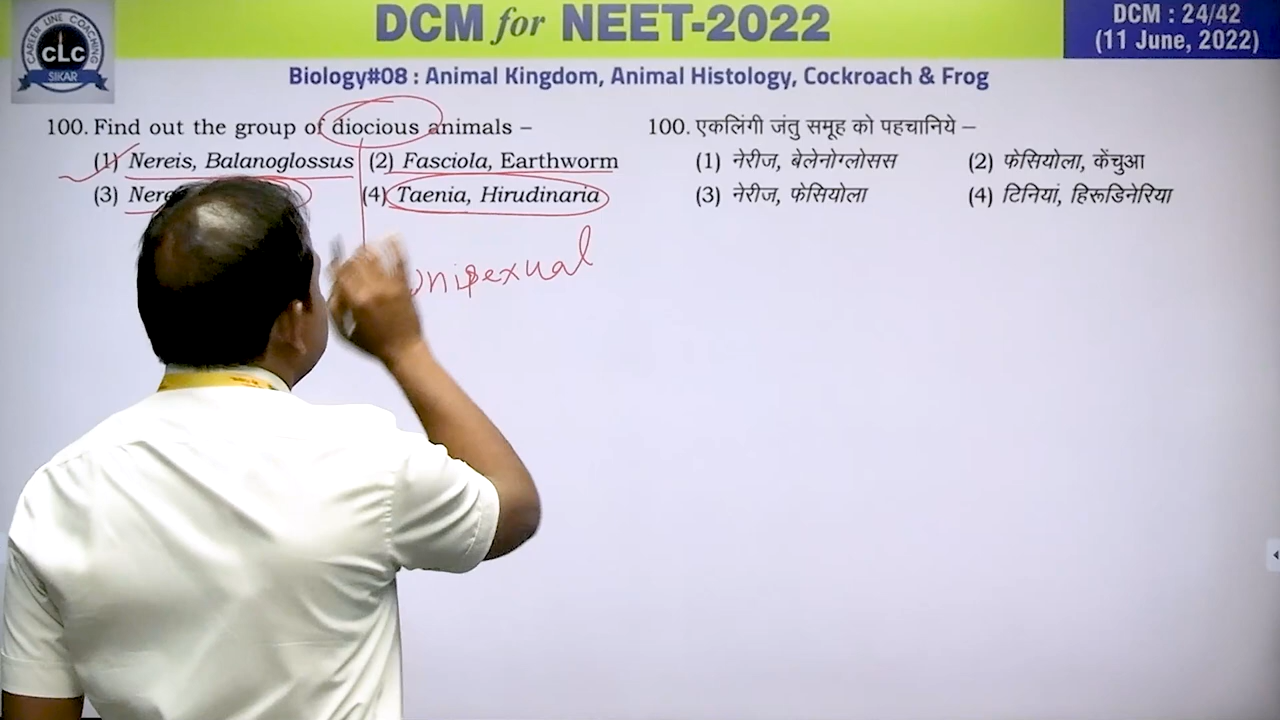 CAREER LINE COACHING
CLC
SIKAR
DCM for NEET-2022
DCM : 24/42
(11 June, 2022)
Biology#08 : Animal Kingdom, Animal Histology, Cockroach & Frog
100. Find out the group of diocious animals –
(1) Nereis, Balanoglossus (2) Fasciola, Earthworm
(3) (4) Taenia, Hirudinaria
unisexual
100. एकलिंगी जंतु समूह को पहचानिये –
(1) नेरीज, बेलेनोग्लोसस (2) फेसियोला, केंचुआ
(3) नेरीज, फेसियोला (4) टिनियां, हिरूडिनेरिया